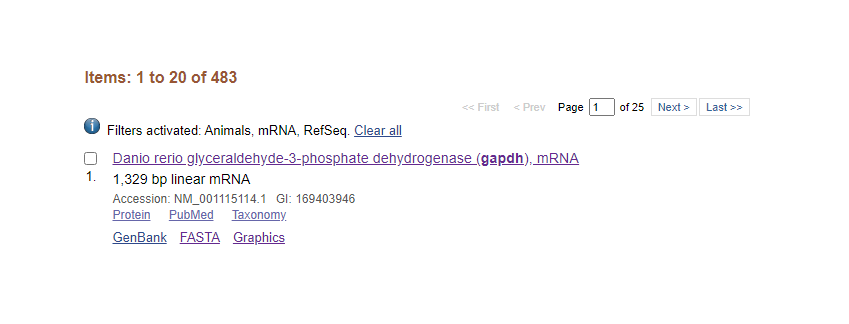 Items: 1 to 20 of 483
<< First < Prev Page 1 of 25 Next > Last >>
Filters activated: Animals, mRNA, RefSeq. Clear all
Danio rerio glyceraldehyde-3-phosphate dehydrogenase (gapdh), mRNA
1. 1,329 bp linear mRNA
Accession: NM_001115114.1 GI: 169403946
Protein PubMed Taxonomy
GenBank FASTA Graphics